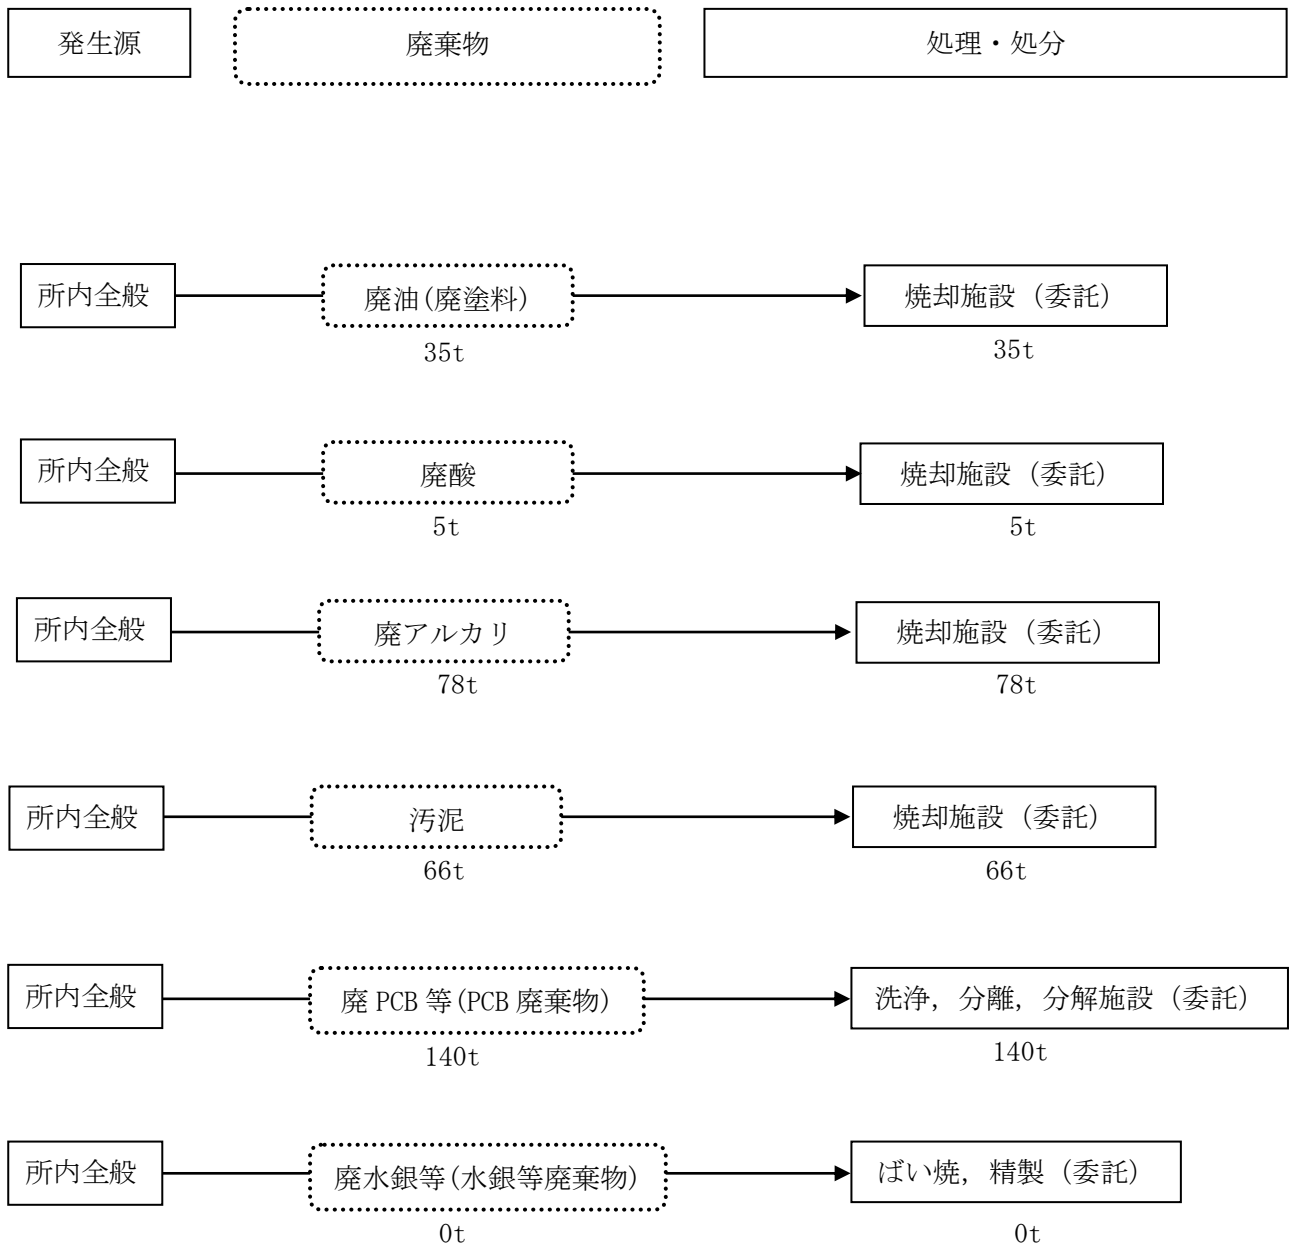 発生源
廃棄物
処理・処分
所内全般
廃油(廃塗料)
焼却施設（委託）
35t
35t
所内全般
廃酸
焼却施設（委託）
5t
5t
所内全般
廃アルカリ
焼却施設（委託）
78t
78t
所内全般
汚泥
焼却施設（委託）
66t
66t
所内全般
廃 PCB 等(PCB 廃棄物)
洗浄，分離，分解施設（委託）
140t
140t
所内全般
廃水銀等(水銀等廃棄物)
ばい焼，精製（委託）
0t
0t